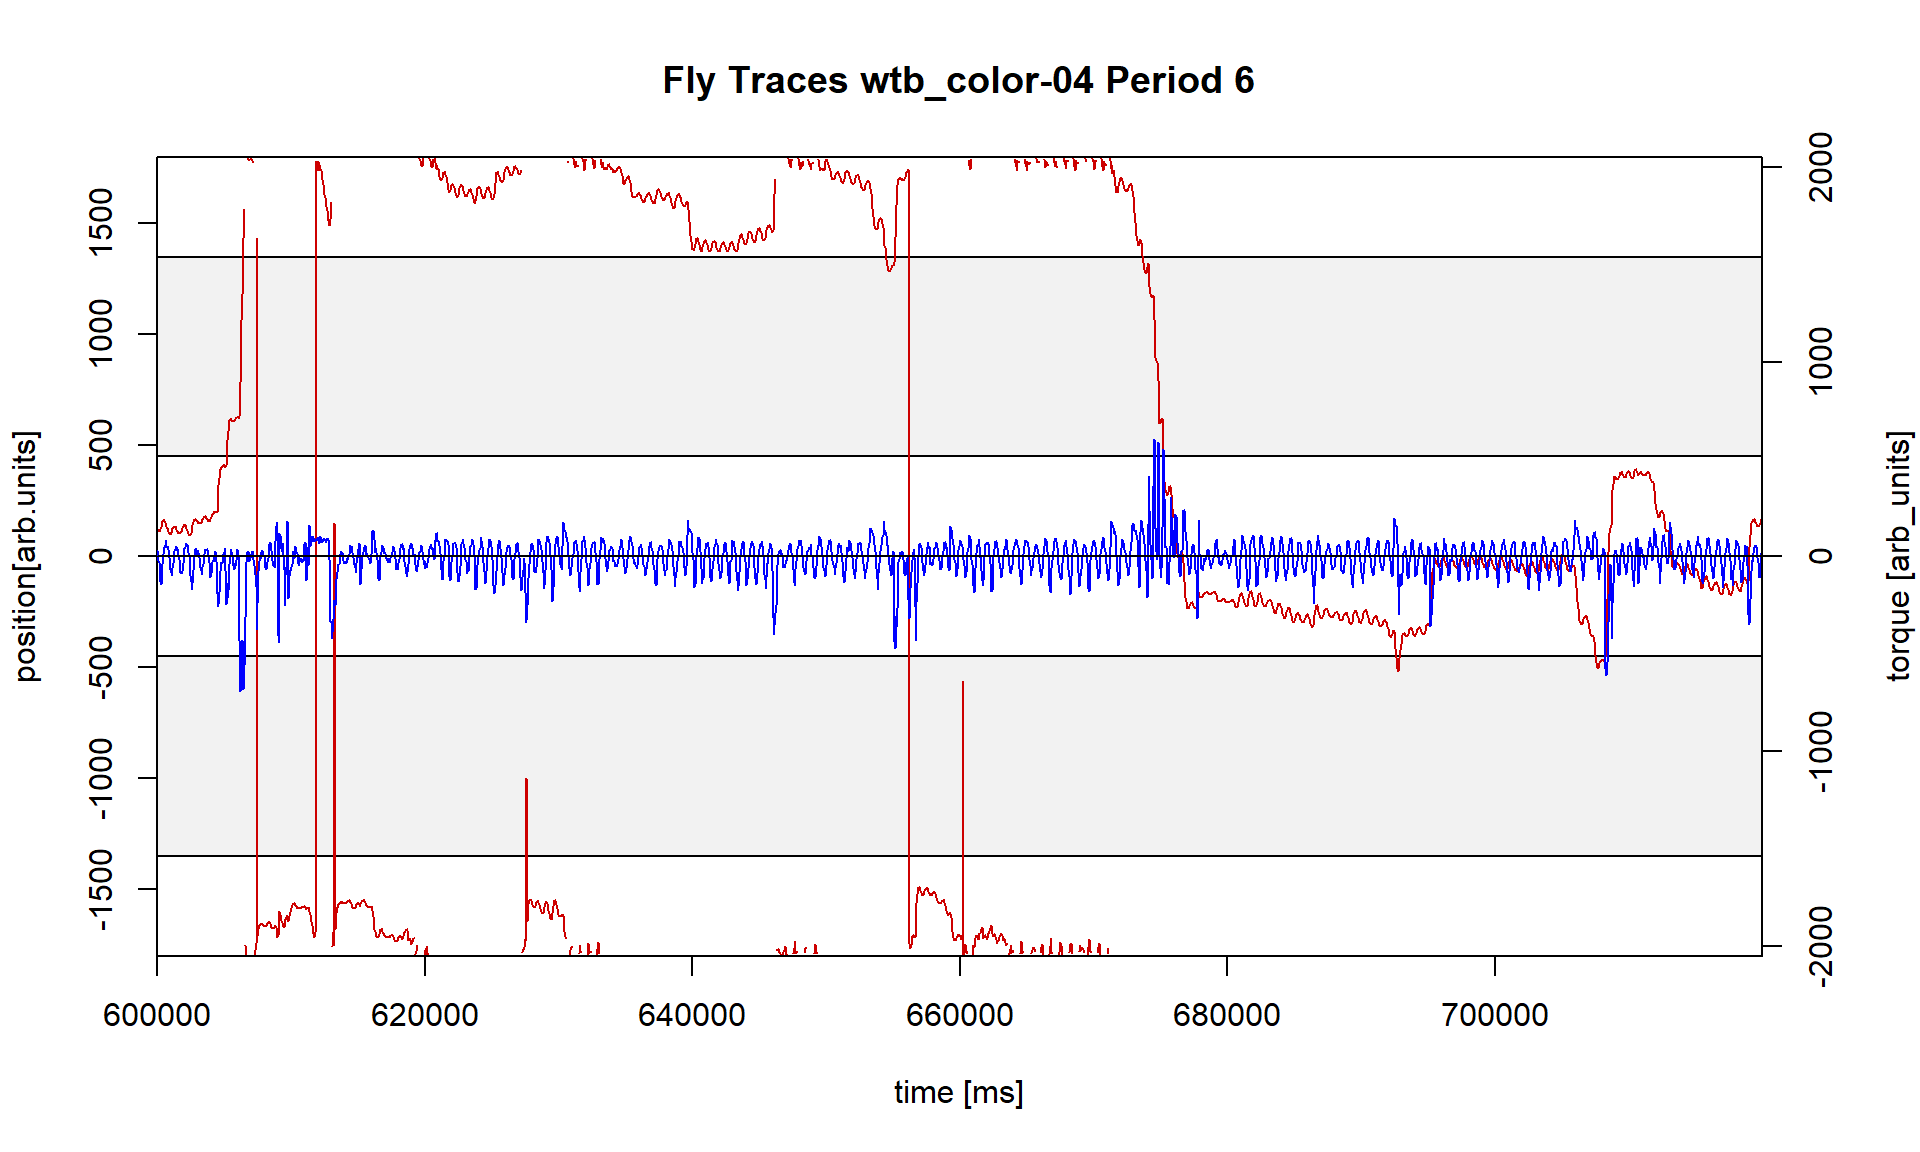 Fly Traces wtb_color-04 Period 6
position[arb.units]
1500
1000
500
0
-500
-1000
-1500
2000
1000
0
-1000
-2000
torque [arb_units]
600000 620000 640000 660000 680000 700000
time [ms]